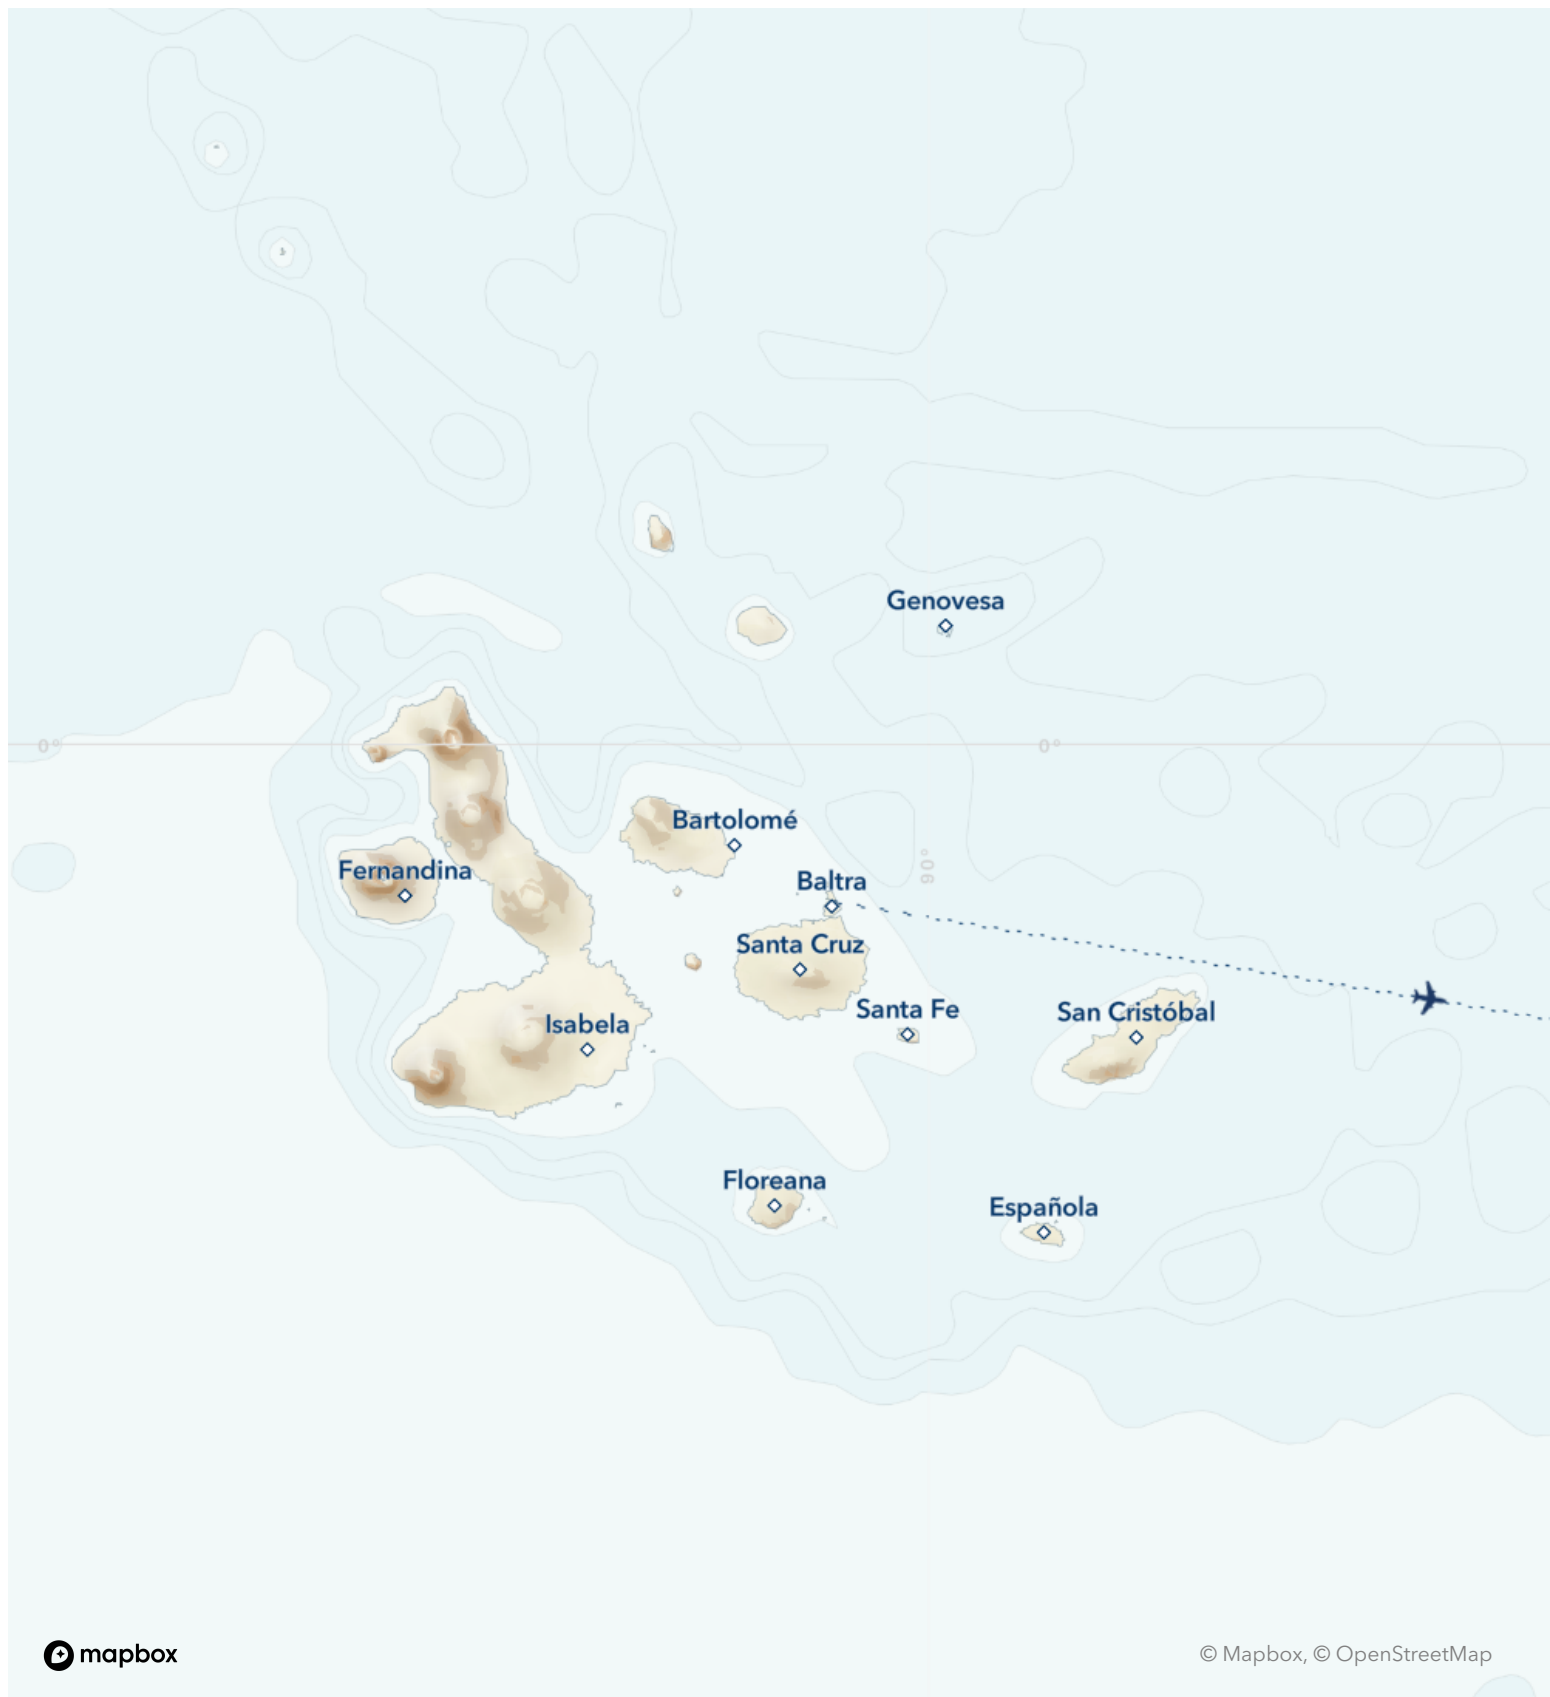 Genovesa
0°
0°
Bartolomé
Fernandina
90°
Baltra
Santa Cruz
Santa Fe
San Cristóbal
Isabela
Floreana
Española
mapbox
© Mapbox, © OpenStreetMap